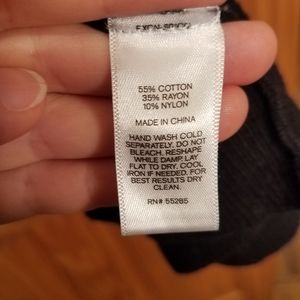 55% COTTON
35% RAYON
10% NYLON
MADE IN CHINA
HAND WASH COLD
SEPARATELY. DO NOT
BLEACH. RESHAPE
WHILE DAMP LAY
FLAT TO DRY. COOL
IRON IF NEEDED. FOR
BEST RESULTS DRY
CLEAN.
RN# 55285